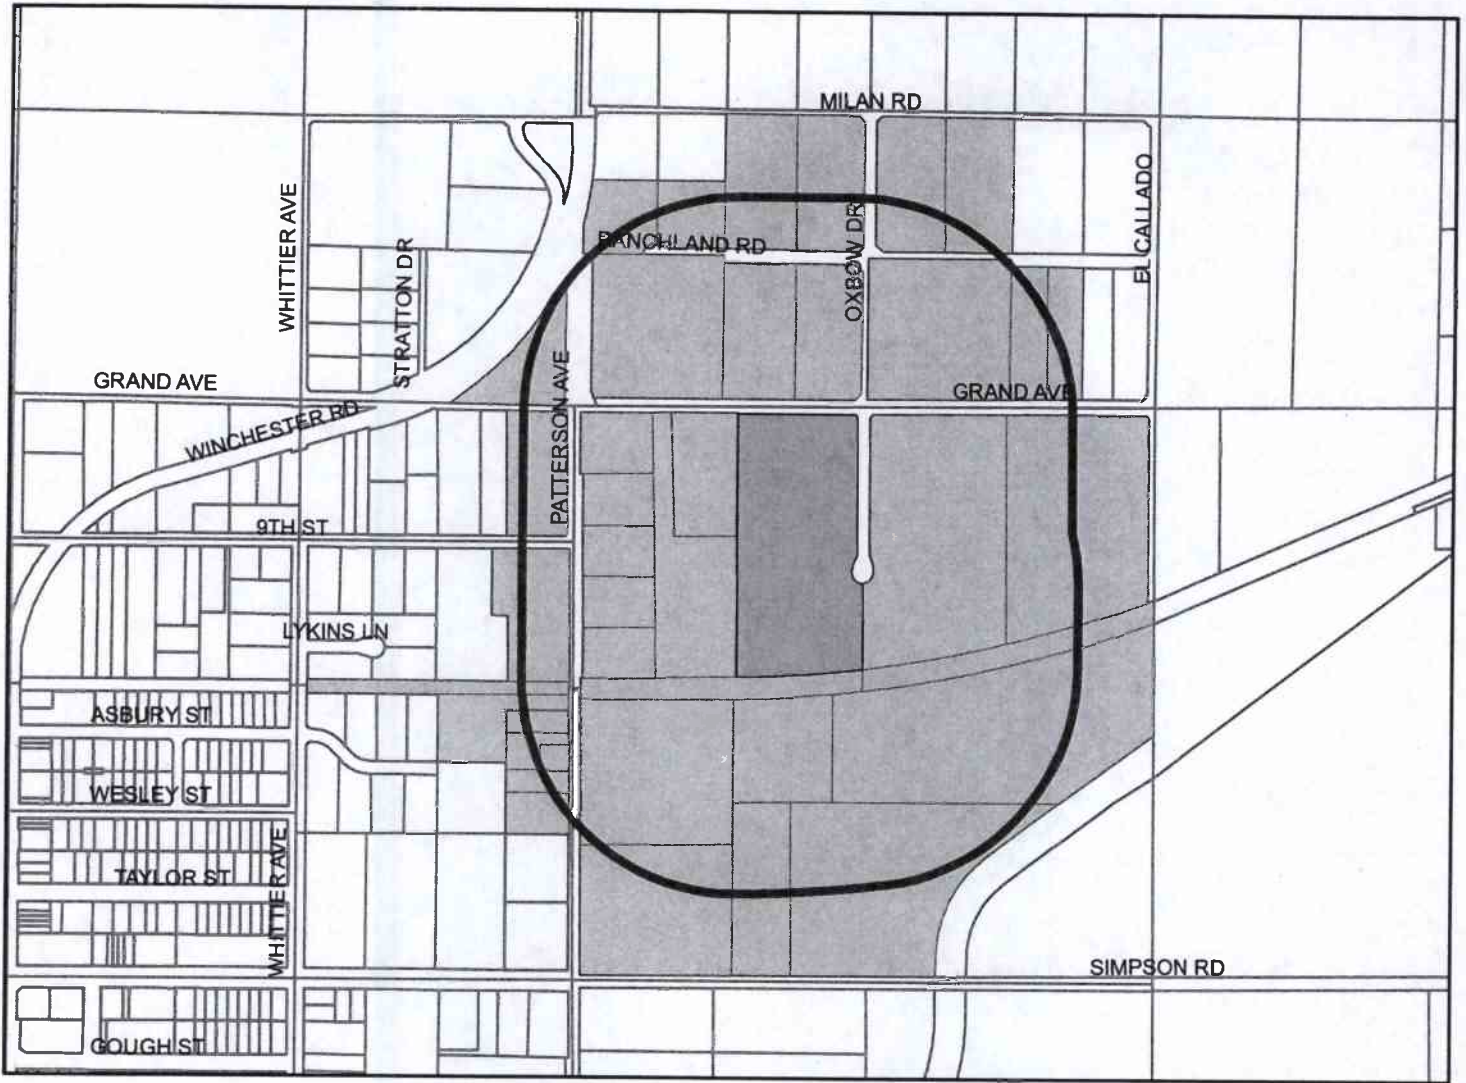 MILAN RD
WHITTIER AVE
STRATTON DR
RANCHLAND RD
OXBOW DR
EL CALLADO
GRAND AVE
PATTERSON AVE
GRAND AVE
WINCHESTER RD
9TH ST
LYKINS LN
ASBURY ST
WESLEY ST
TAYLOR ST
WHITTIER AVE
SIMPSON RD
GOUGH ST